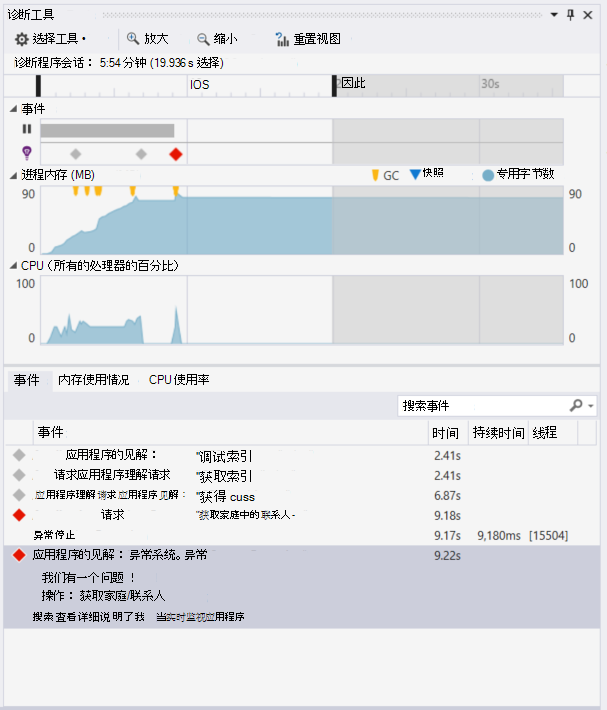 诊断工具
选择工具 放大 缩小 重置视图
诊断程序会话： 5:54 分钟 (19.936 s 选择)
IOS 因此 30s
事件
进程内存 (MB) GC 快照 专用字节数
90 90
0 0
CPU（所有的处理器的百分比）
100 100
0 0
事件 内存使用情况 CPU 使用率
搜索事件
事件 时间 持续时间 线程
应用程序的见解： "调试索引 2.41s
请求应用程序理解请求 "获取索引 2.41s
应用程序理解请求应用程序见解： "获得 cuss 6.87s
请求 "获取家庭中的联系人- 9.18s
异常停止 9.17s 9,180ms [15504]
应用程序的见解： 异常系统。异常 9.22s
我们有一个问题 ！
操作： 获取家庭/联系人
搜索 查看详细说明了我 当实时监视应用程序